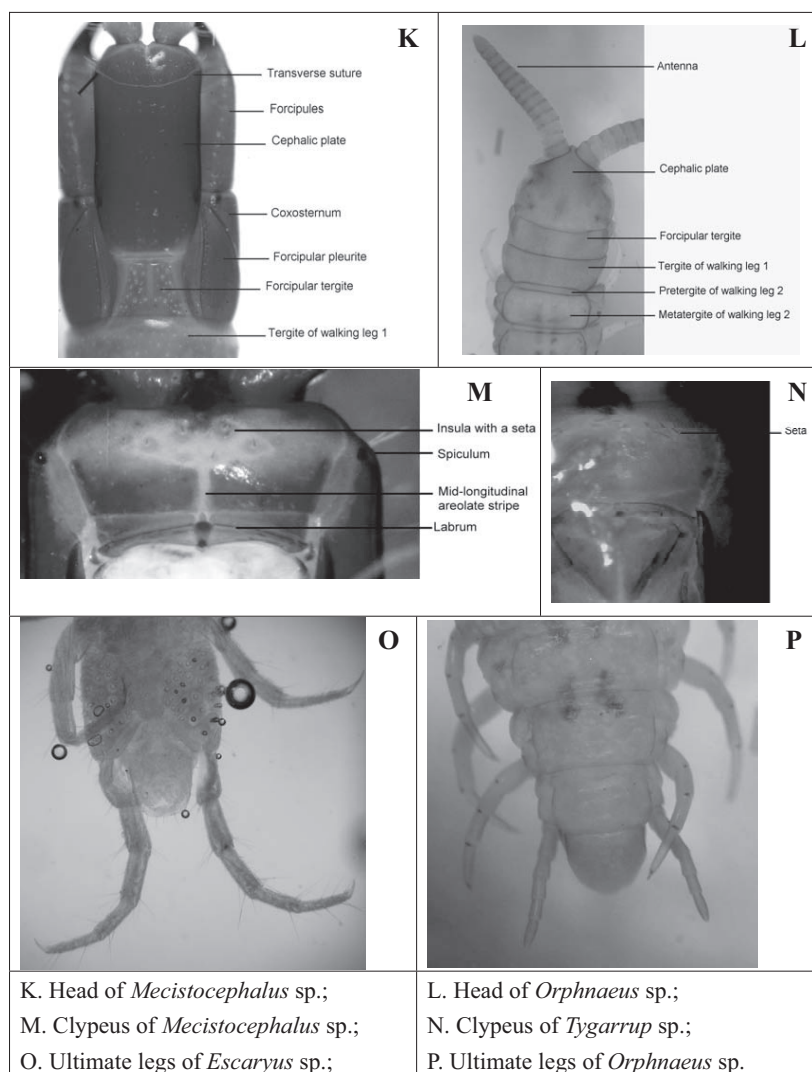 K
Transverse suture
Forcipules
Cephalic plate
Coxosternum
Forcipular pleurite
Forcipular tergite
Tergite of walking leg 1
L
Antenna
Cephalic plate
Forcipular tergite
Tergite of walking leg 1
Pretergite of walking leg 2
Metatergite of walking leg 2
M
Insula with a seta
Spiculum
Mid-longitudinal
areolate stripe
Labrum
N
Seta
O
P
K. Head of Mecistocephalus sp.;
M. Clypeus of Mecistocephalus sp.;
O. Ultimate legs of Escaryus sp.;
L. Head of Orphnaeus sp.;
N. Clypeus of Tygarrup sp.;
P. Ultimate legs of Orphnaeus sp.